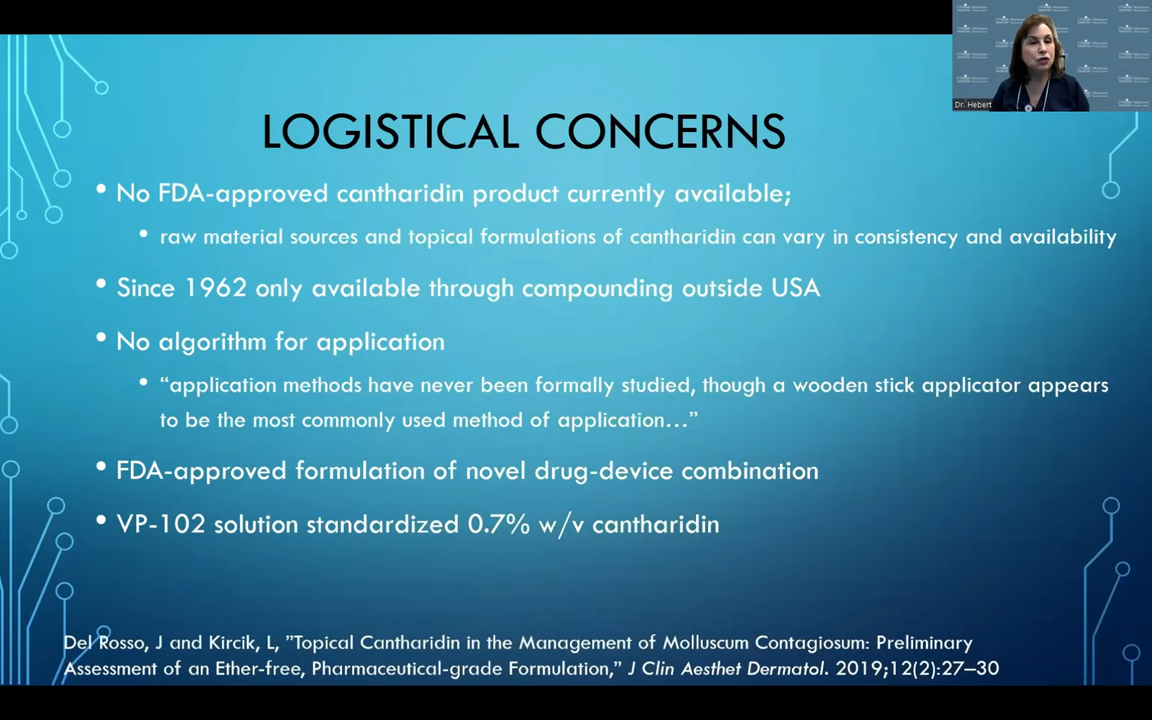 Dr. Hebert
LOGISTICAL CONCERNS
• No FDA-approved cantharidin product currently available;
• raw material sources and topical formulations of cantharidin can vary in consistency and availability
• Since 1962 only available through compounding outside USA
• No algorithm for application
• “application methods have never been formally studied, though a wooden stick applicator appears
to be the most commonly used method of application…”
• FDA-approved formulation of novel drug-device combination
• VP-102 solution standardized 0.7% w/v cantharidin
Del Rosso, J and Kircik, L, ”Topical Cantharidin in the Management of Molluscum Contagiosum: Preliminary
Assessment of an Ether-free, Pharmaceutical-grade Formulation,” J Clin Aesthet Dermatol. 2019;12(2):27–30